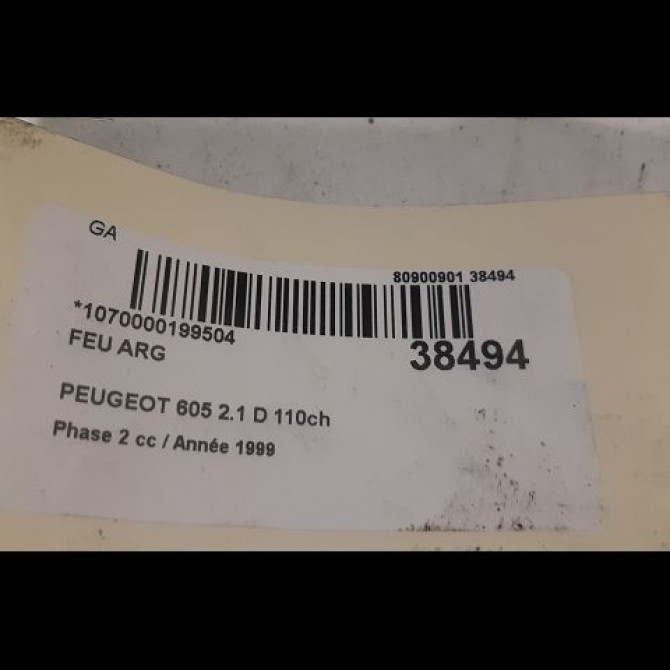 GA
80900901 38494
*1070000199504
38494
FEU ARG
PEUGEOT 605 2.1 D 110ch
Phase 2 cc / Année 1999